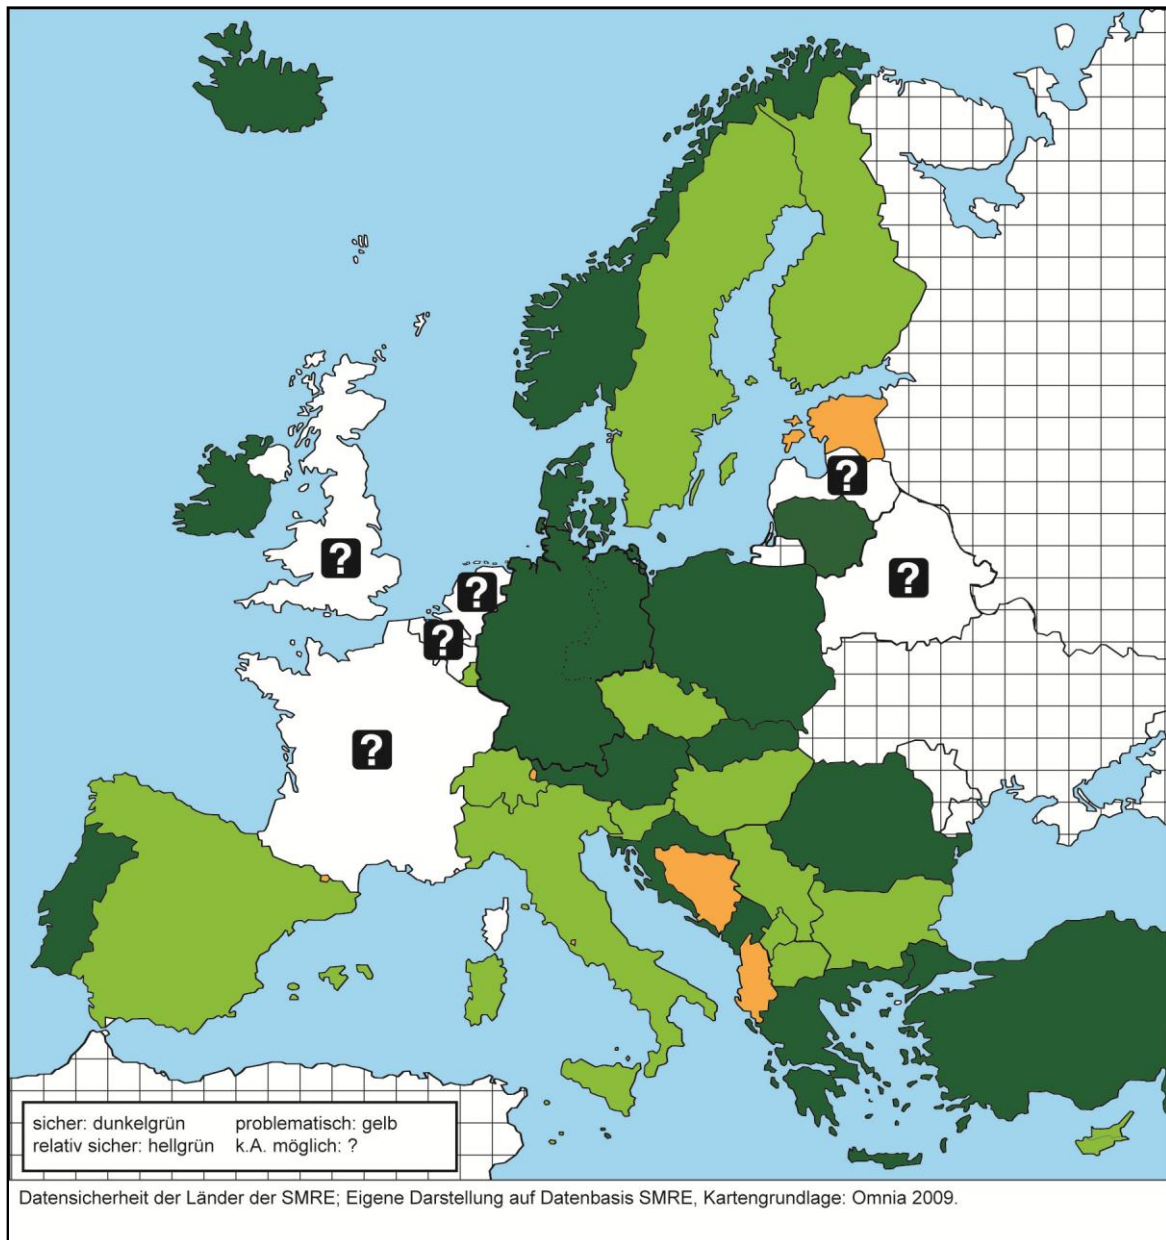 ?
?
?
?
?
?
sicher: dunkelgrün problematisch: gelb
relativ sicher: hellgrün k.A. möglich: ?
Datensicherheit der Länder der SMRE; Eigene Darstellung auf Datenbasis SMRE, Kartengrundlage: Omnia 2009.